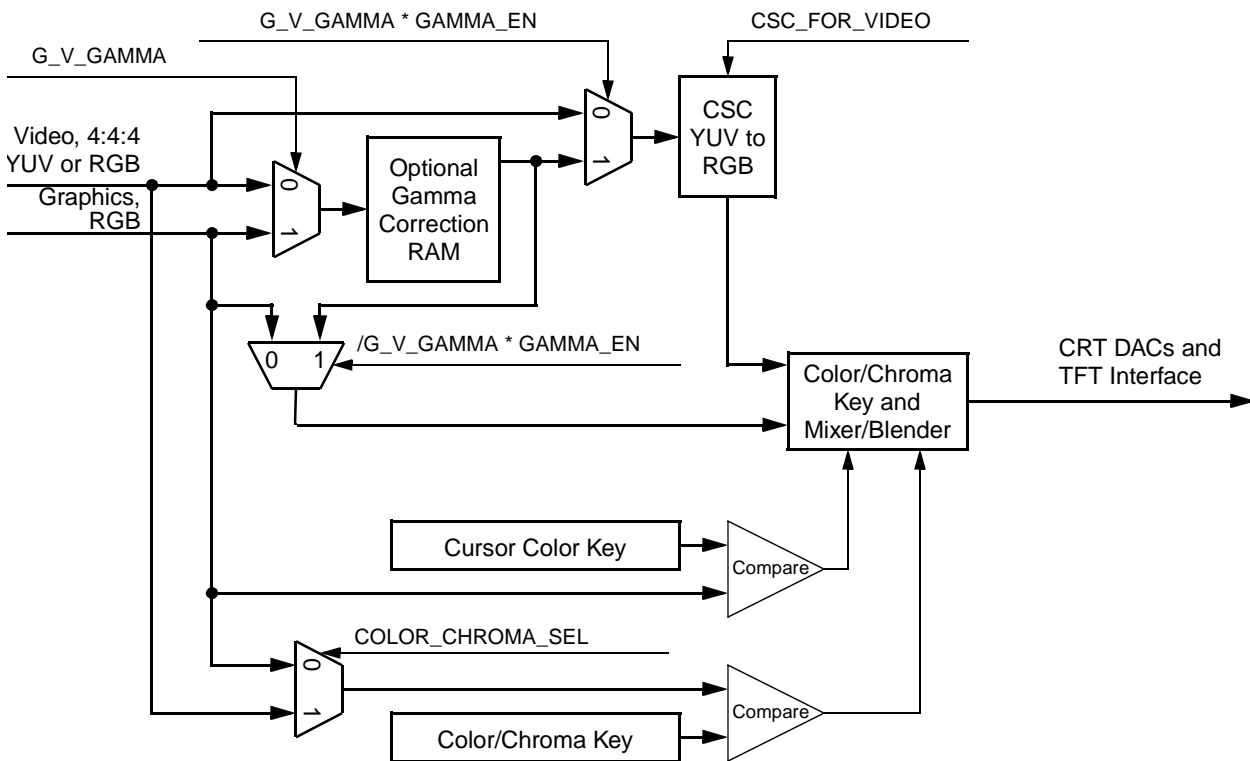 G_V_GAMMA * GAMMA_EN
CSC_FOR_VIDEO
G_V_GAMMA
Video, 4:4:4
YUV or RGB
Graphics,
RGB
0
1
Optional
Gamma
Correction
RAM
0
1
CSC
YUV to
RGB
0 1
/G_V_GAMMA * GAMMA_EN
Color/Chroma
Key and
Mixer/Blender
CRT DACs and
TFT Interface
Cursor Color Key
Compare
COLOR_CHROMA_SEL
0
1
Color/Chroma Key
Compare